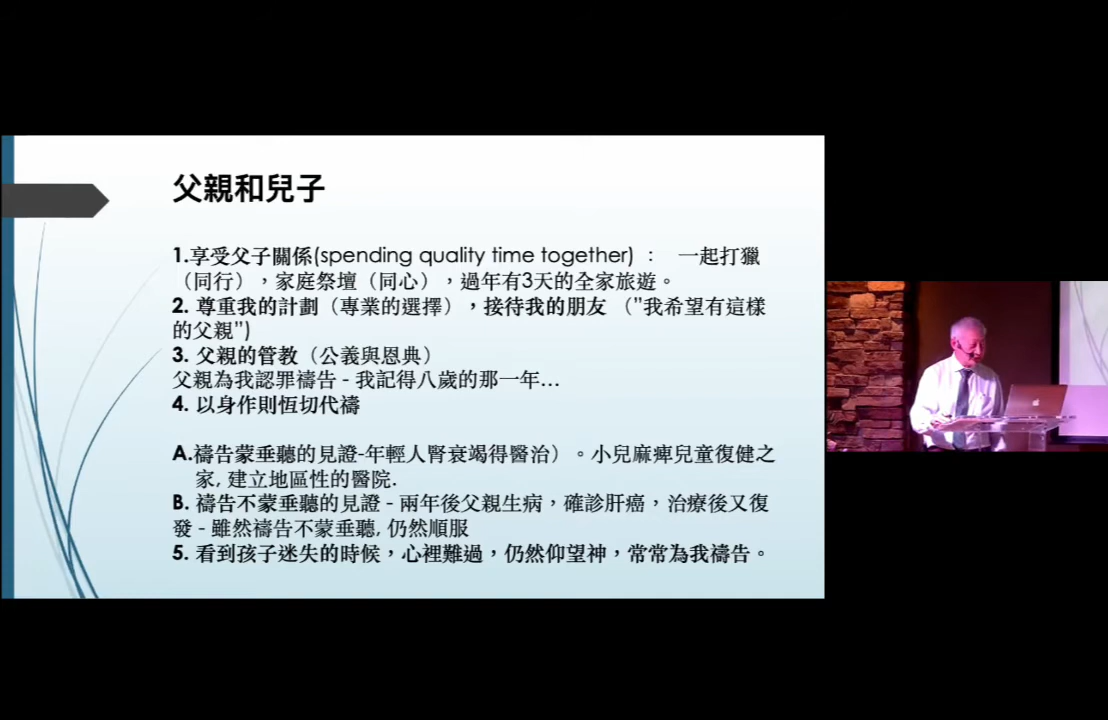 父親和兒子
1.享受父子關係(spending quality time together) ： 一起打獵
（同行），家庭祭壇（同心），過年有3天的全家旅遊。
2. 尊重我的計劃（專業的選擇），接待我的朋友 （"我希望有這樣
的父親")
3. 父親的管教（公義與恩典）
父親為我認罪禱告 - 我記得八歲的那一年...
4. 以身作則恆切代禱
A.禱告蒙垂聽的見證-年輕人腎衰竭得醫治）。小兒麻痺兒童復健之
家, 建立地區性的醫院.
B. 禱告不蒙垂聽的見證 - 兩年後父親生病，確診肝癌，治療後又復
發 - 雖然禱告不蒙垂聽, 仍然順服
5. 看到孩子迷失的時候，心裡難過，仍然仰望神，常常為我禱告。